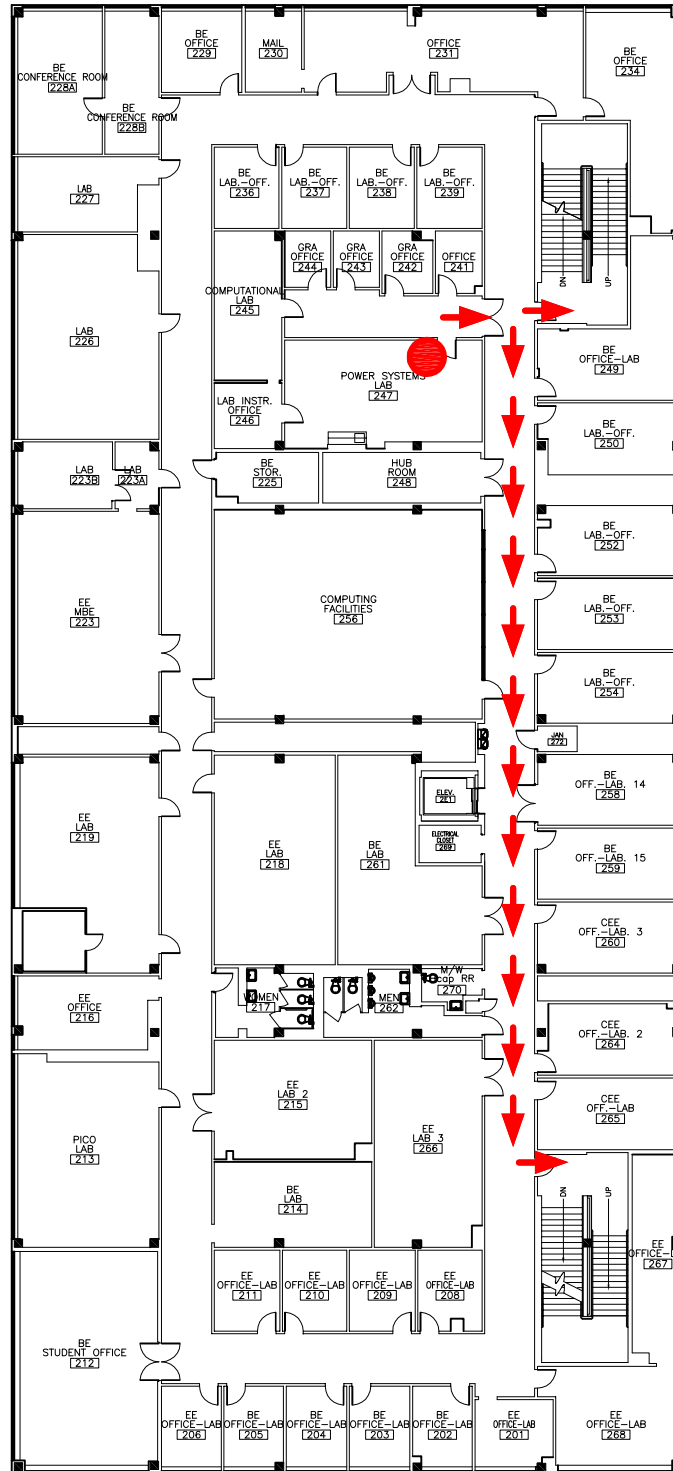 BE
OFFICE
229
MAIL
230
OFFICE
231
BE
OFFICE
234
BE
CONFERENCE ROOM
228A
BE
CONFERENCE ROOM
228B
LAB
227
BE
LAB.-OFF.
236
BE
LAB.-OFF.
237
BE
LAB.-OFF.
238
BE
LAB.-OFF.
239
GRA
OFFICE
244
GRA
OFFICE
243
GRA
OFFICE
242
OFFICE
241
DN
UP
COMPUTATIONAL
LAB
245
LAB
226
BE
OFFICE-LAB
249
POWER SYSTEMS
LAB
247
LAB INSTR.
OFFICE
246
BE
LAB.-OFF.
250
LAB
223B
LAB
223A
BE
STOR.
225
HUB
ROOM
248
BE
LAB.-OFF.
252
EE
MBE
223
COMPUTING
FACILITIES
256
BE
LAB.-OFF.
253
BE
LAB.-OFF.
254
JAN
272
BE
OFF.-LAB. 14
258
ELEV.
2E1
EE
LAB
219
EE
LAB
218
BE
LAB
261
ELECTRICAL
CLOSET
269
BE
OFF.-LAB. 15
259
CEE
OFF.-LAB. 3
260
M/W
cap RR
270
WOMEN
217
MEN
262
EE
OFFICE
216
CEE
OFF.-LAB. 2
264
EE
LAB 2
215
EE
LAB 3
266
CEE
OFF.-LAB
265
PICO
LAB
213
BE
LAB
214
DN
UP
EE
OFFICE-L
267
EE
OFFICE-LAB
211
EE
OFFICE-LAB
210
EE
OFFICE-LAB
209
EE
OFFICE-LAB
208
BE
STUDENT OFFICE
212
EE
OFFICE-LAB
206
BE
OFFICE-LAB
205
BE
OFFICE-LAB
204
BE
OFFICE-LAB
203
BE
OFFICE-LAB
202
EE
OFFICE-LAB
201
EE
OFFICE-LAB
268